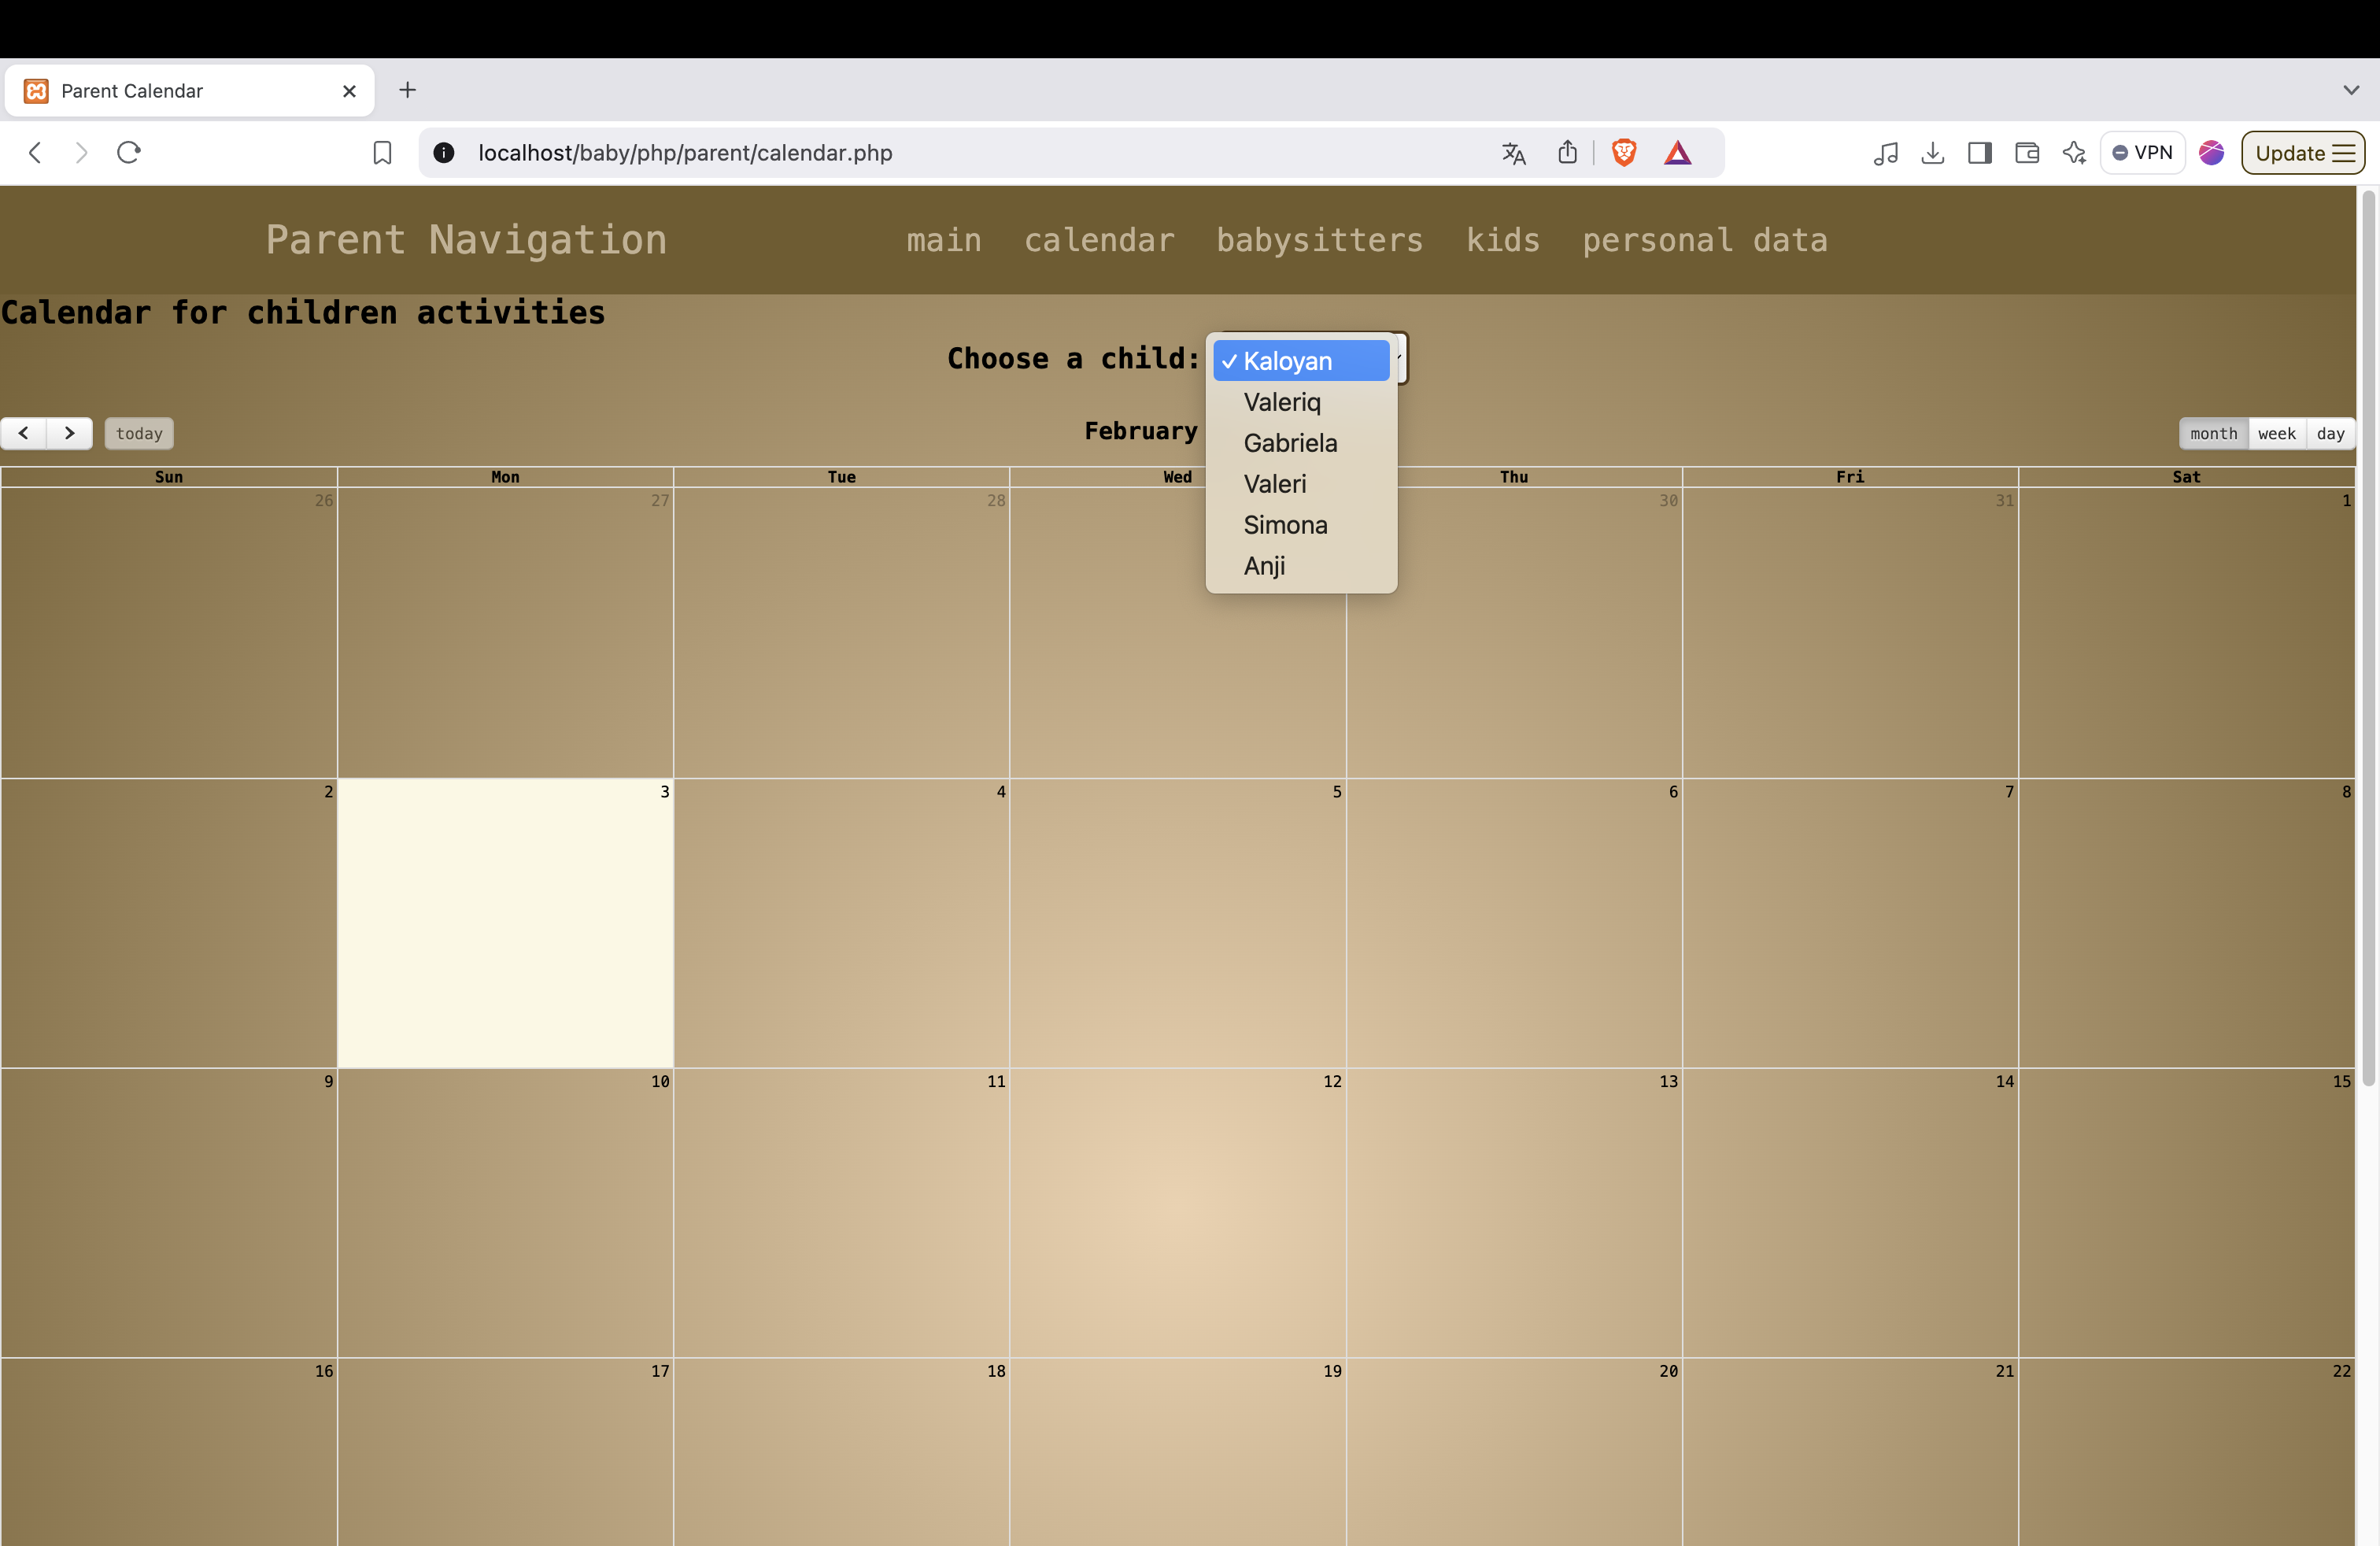 Parent Calendar
localhost/baby/php/parent/calendar.php
VPN
Update
Parent Navigation main calendar babysitters kids personal data
Calendar for children activities
Choose a child:
Kaloyan
Valeriq
Gabriela
Valeri
Simona
Anji
today February month week day
Sun Mon Tue Wed Thu Fri Sat
26 27 28 30 31 1
2 3 4 5 6 7 8
9 10 11 12 13 14 15
16 17 18 19 20 21 22